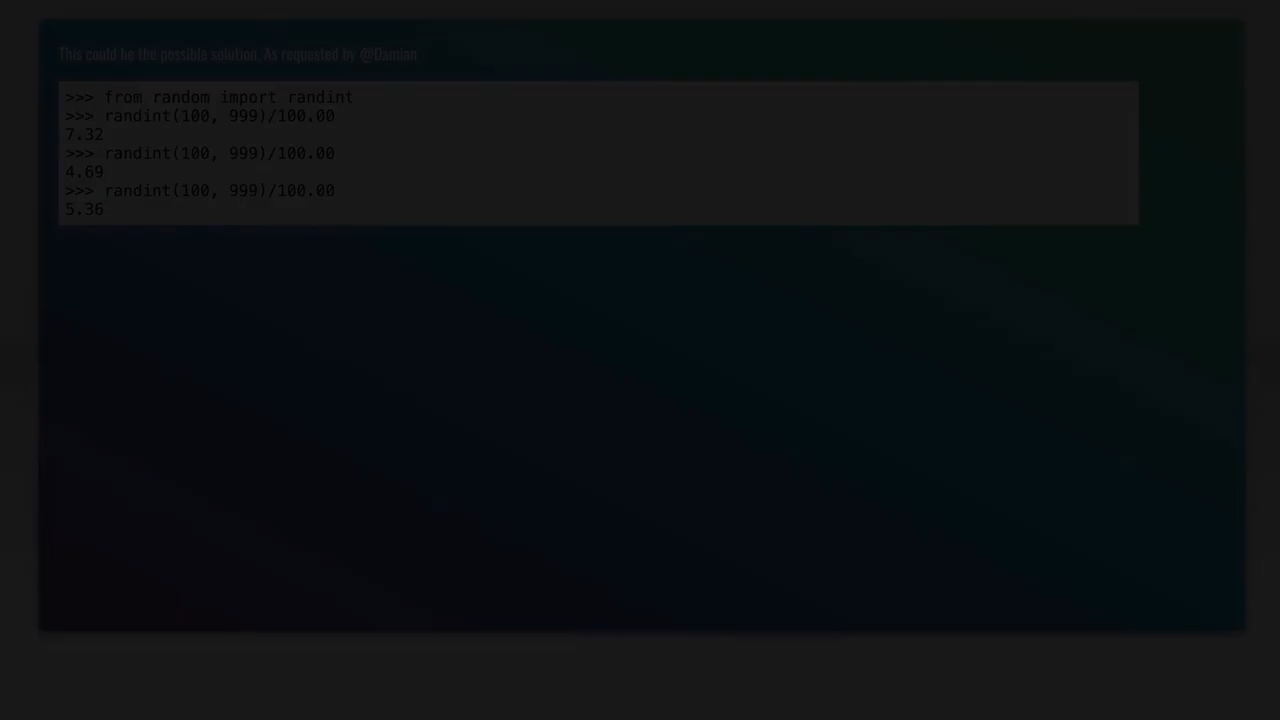 This could be the possible solution, As requested by @Damian
>>> from random import randint
>>> randint(100, 999)/100.00
7.32
>>> randint(100, 999)/100.00
4.69
>>> randint(100, 999)/100.00
5.36